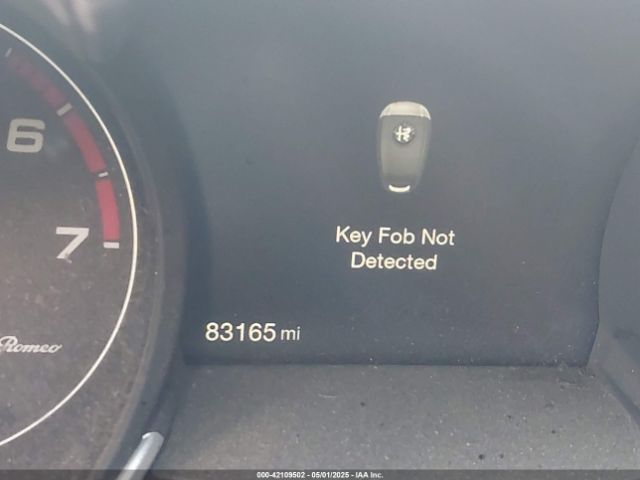 6
7
Romeo
Key Fob Not
Detected
83165 mi
000-42109502 - 05/01/2025 - IAA Inc.